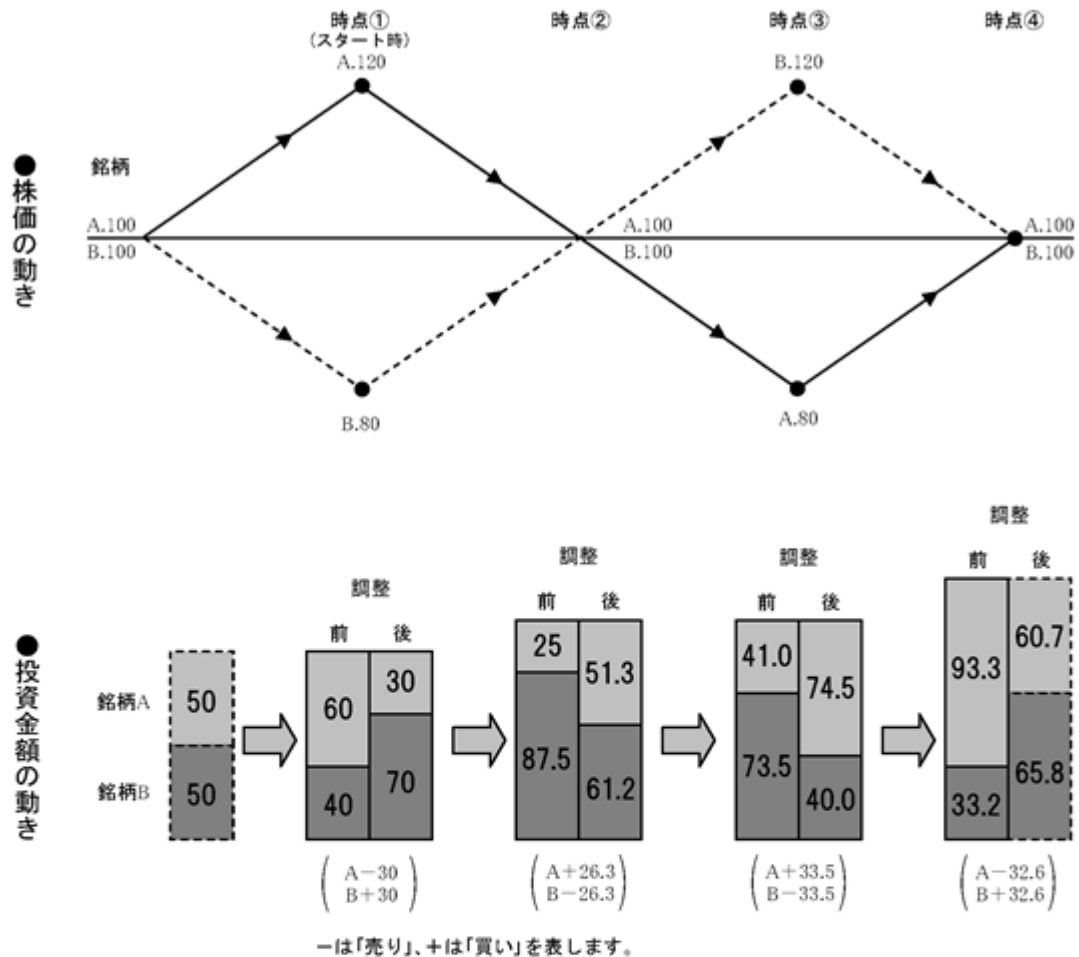 時点①
(スタート時)
時点②
時点③
時点④
A.120
B.120
●株価の動き
銘柄
A.100
B.100
A.100
B.100
A.100
B.100
B.80
A.80
●投資金額の動き
銘柄A
銘柄B
50
50
調整
前 後
60 30
40 70
A－30
B＋30
調整
前 後
25 51.3
87.5 61.2
A＋26.3
B－26.3
調整
前 後
41.0 74.5
73.5 40.0
A＋33.5
B－33.5
調整
前 後
93.3 60.7
33.2 65.8
A－32.6
B＋32.6
－は「売り」、＋は「買い」を表します。